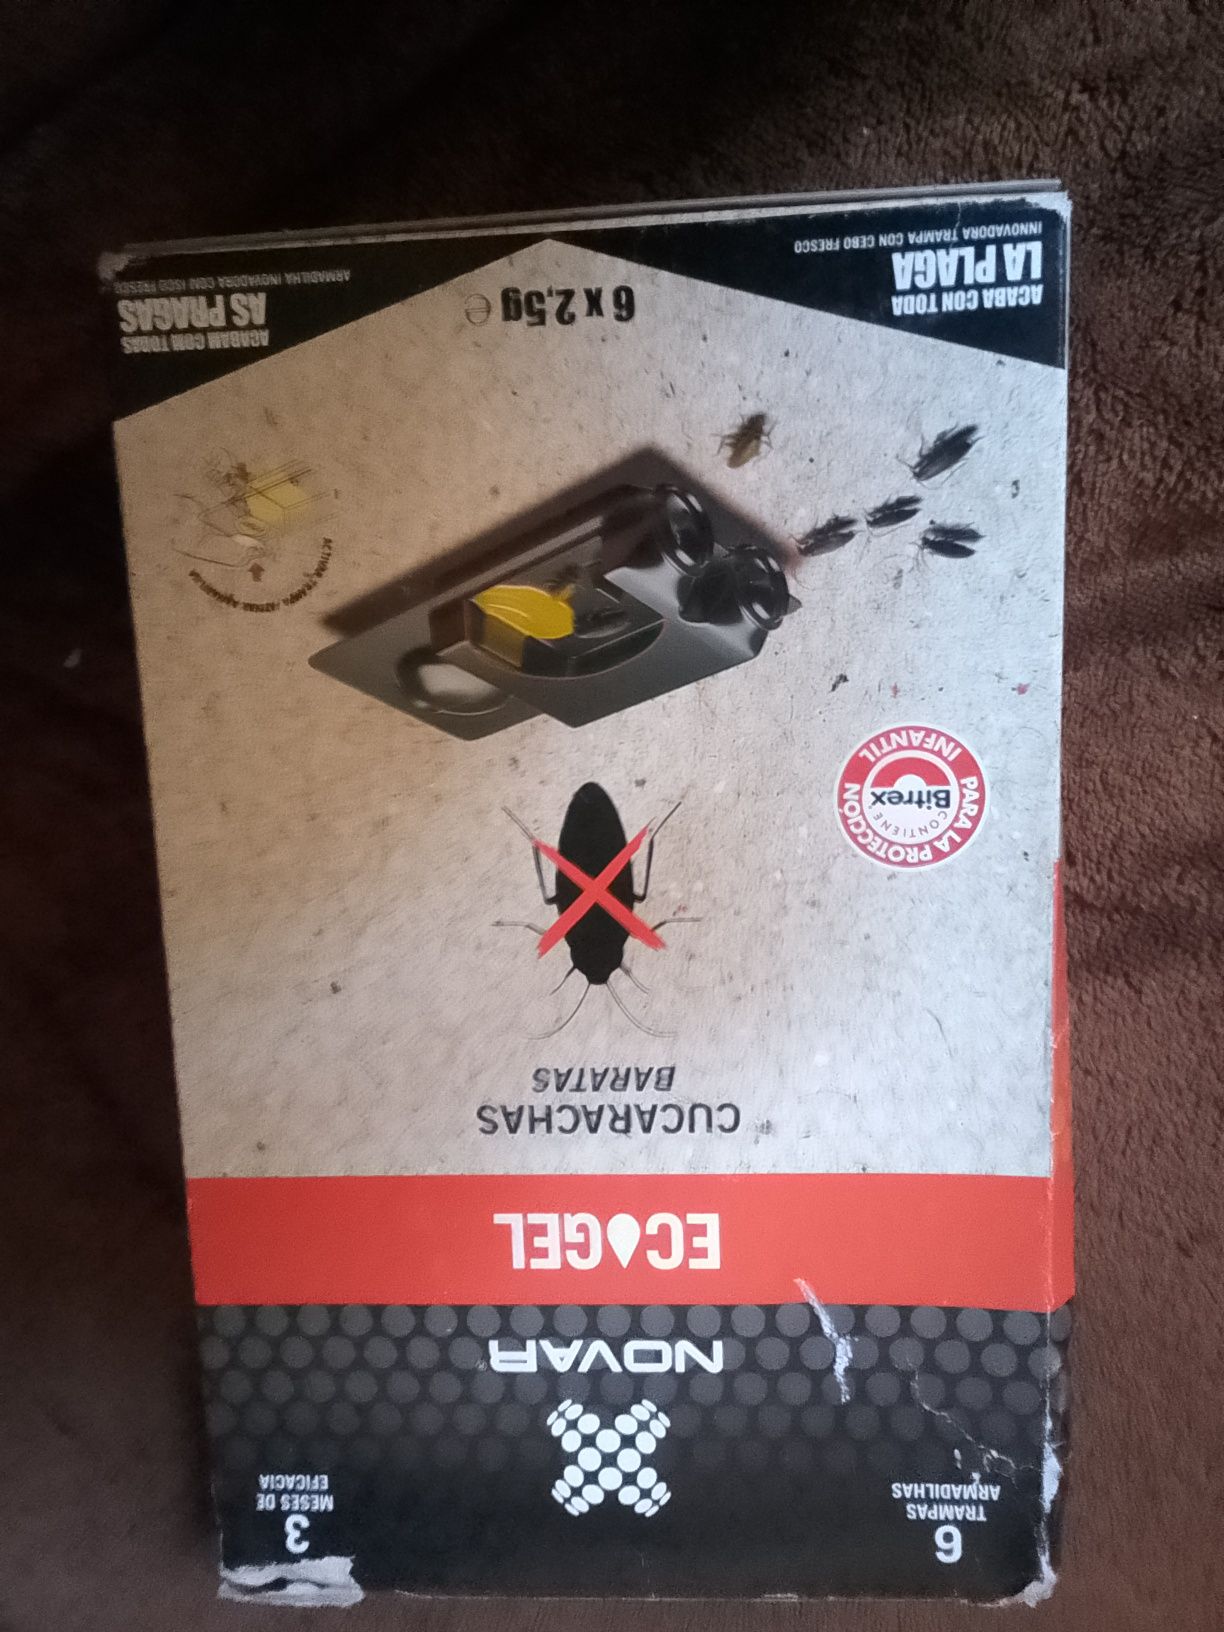 6
TRAMPAS
ARMADILHAS
3
MESES DE
EFICACIA
NOVAR
ECOGEL
CUCARACHAS
BARATAS
PARA LA PROTECCIÓN INFANTIL
CONTIENE
Bitrex
6 x 2,5g ℮
ACABA CON TODA
LA PLAGA
INNOVADORA TRAMPA CON CEBO FRESCO
ACABAM COM TODAS
AS PRAGAS
ARMADILHA INOVADORA COM ISCO FRESCO